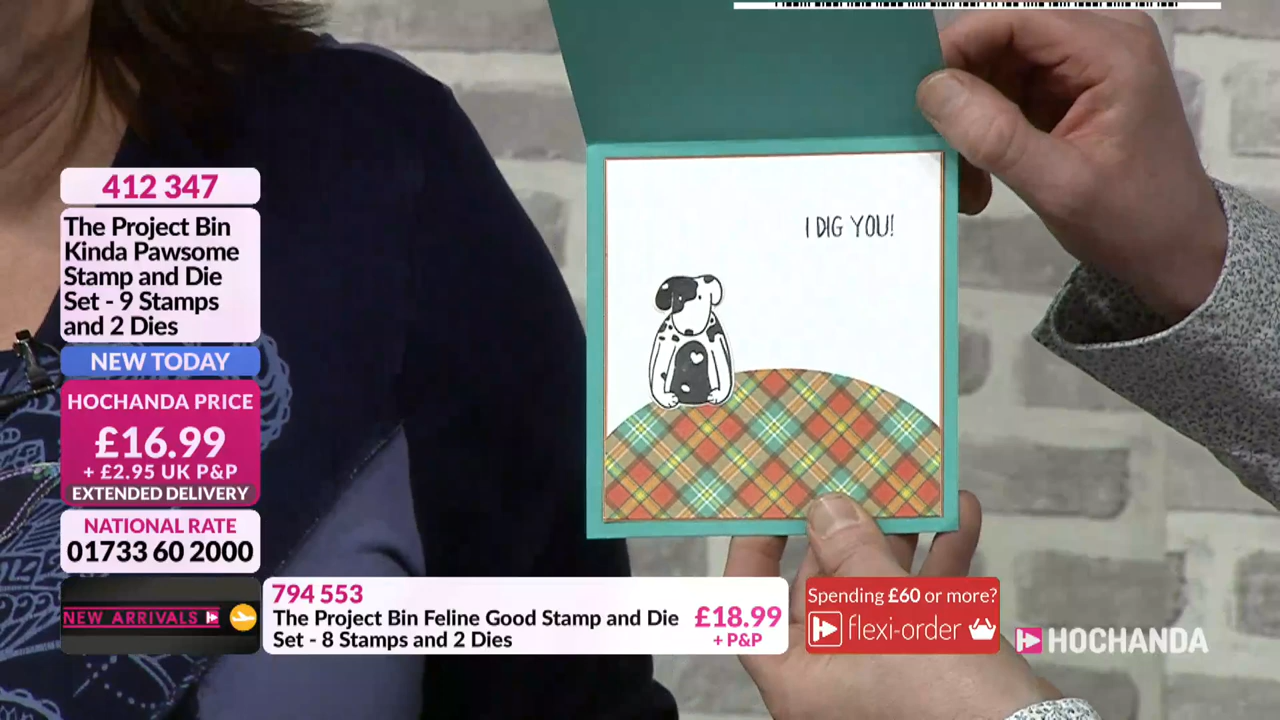 412 347
The Project Bin
Kinda Pawsome
Stamp and Die
Set - 9 Stamps
and 2 Dies
NEW TODAY
HOCHANDA PRICE
£16.99
+ £2.95 UK P&P
EXTENDED DELIVERY
NATIONAL RATE
01733 60 2000
I DIG YOU!
NEW ARRIVALS
794 553
The Project Bin Feline Good Stamp and Die
Set - 8 Stamps and 2 Dies
£18.99
+ P&P
Spending £60 or more?
flexi-order
HOCHANDA